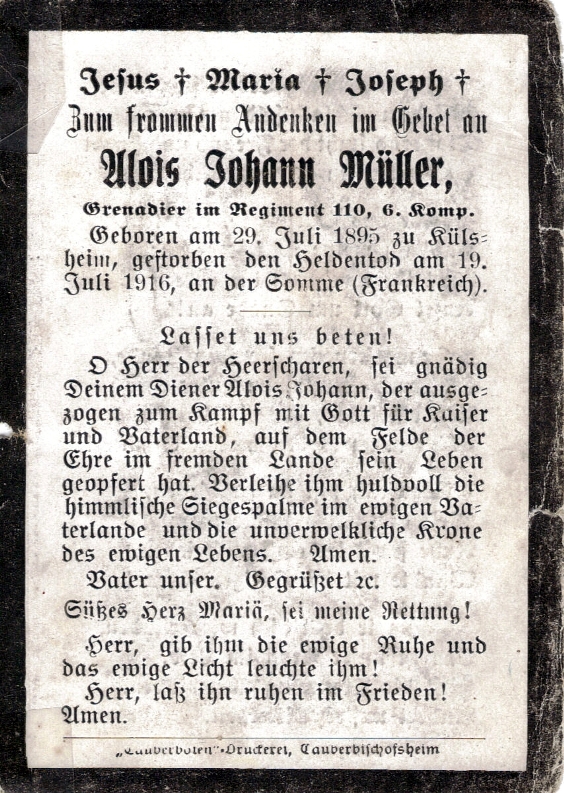 Jesus † Maria † Joseph †
Zum frommen Andenken im Gebet an
Alois Johann Müller,
Grenadier im Regiment 110, 6. Komp.
Geboren am 29. Juli 1895 zu Küls-
heim, gestorben den Heldentod am 19.
Juli 1916, an der Somme (Frankreich).
Lasset uns beten!
O Herr der Heerscharen, sei gnädig
Deinem Diener Alois Johann, der ausge-
zogen zum Kampf mit Gott für Kaiser
und Vaterland, auf dem Felde der
Ehre im fremden Lande sein Leben
geopfert hat. Verleihe ihm huldvoll die
himmlische Siegespalme im ewigen Va-
terlande und die unverwelkliche Krone
des ewigen Lebens. Amen.
Vater unser. Gegrüßet ꝛc.
Süßes Herz Mariä, sei meine Rettung!
Herr, gib ihm die ewige Ruhe und
das ewige Licht leuchte ihm!
Herr, laß ihn ruhen im Frieden!
Amen.
„Tauberboten"-Druckerei, Tauberbischofsheim